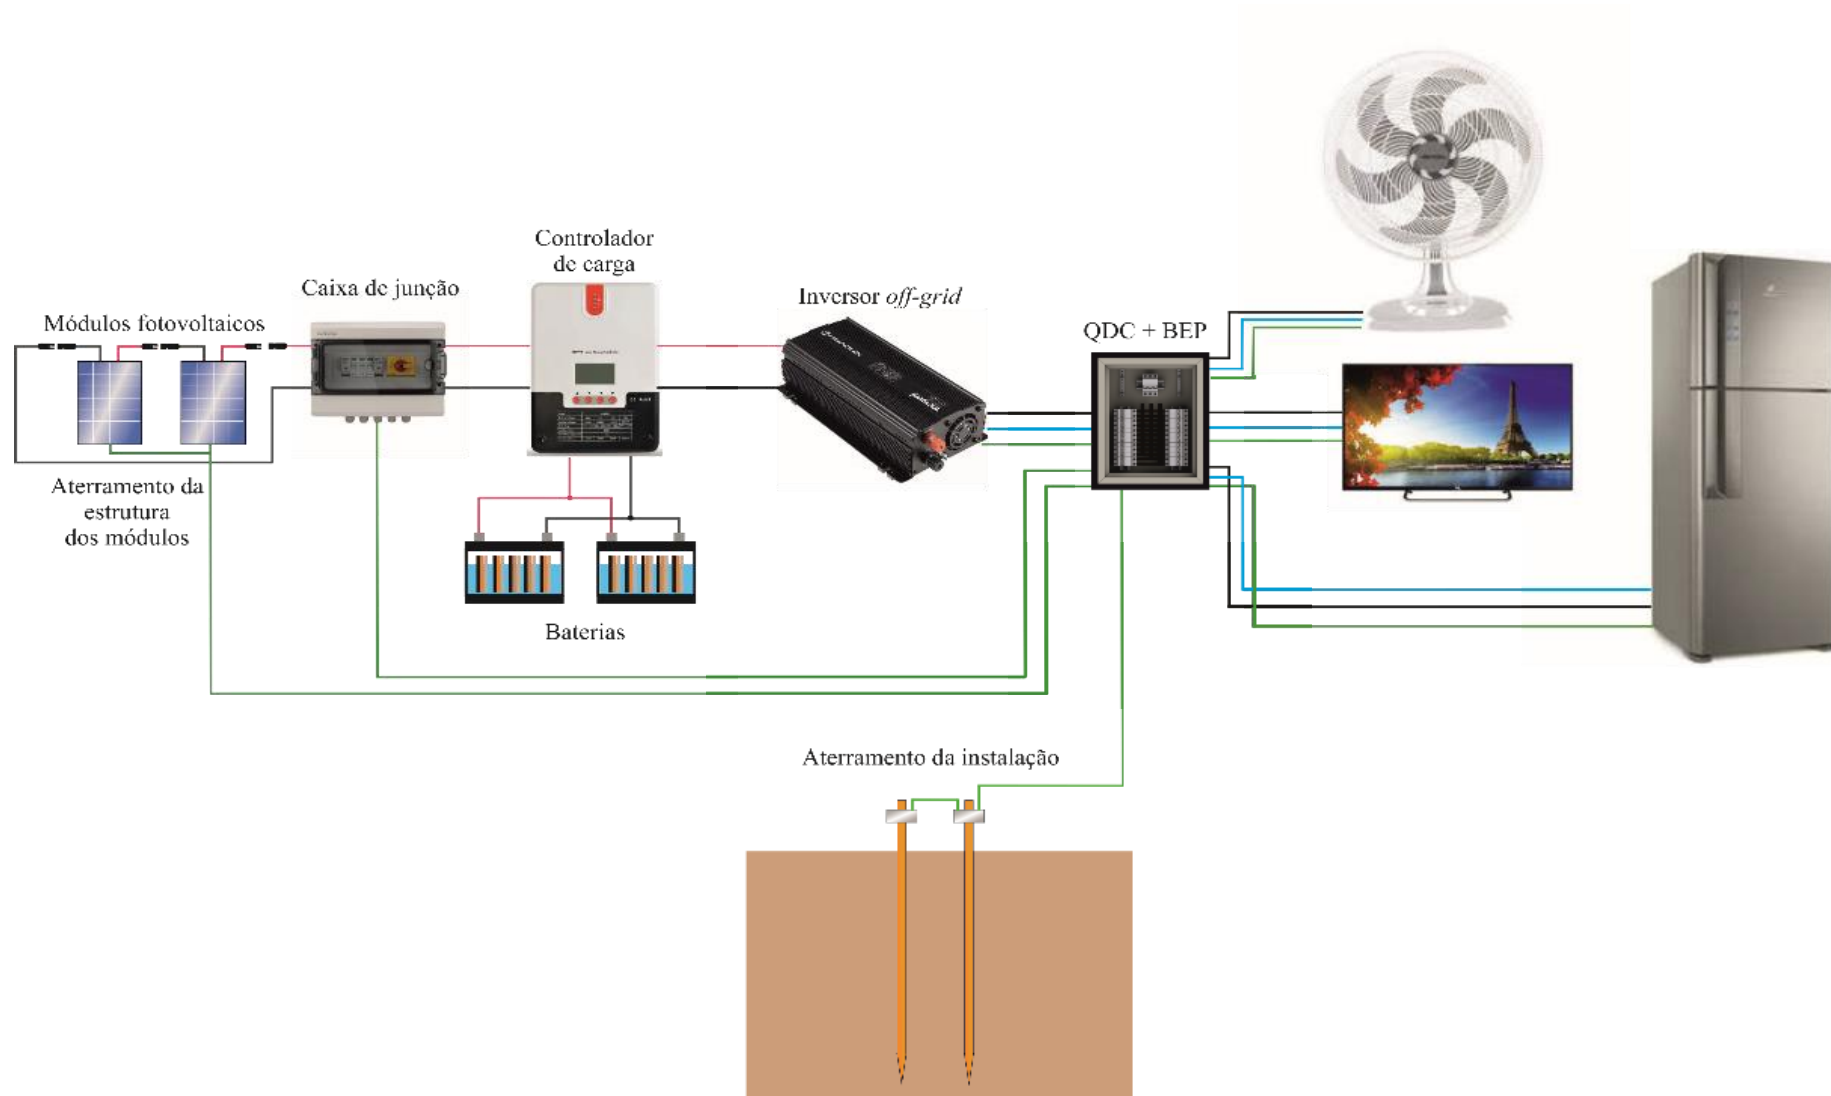 Controlador
de carga
Caixa de junção
Inversor off-grid
Módulos fotovoltaicos
QDC + BEP
Aterramento da
estrutura
dos módulos
Baterias
Aterramento da instalação